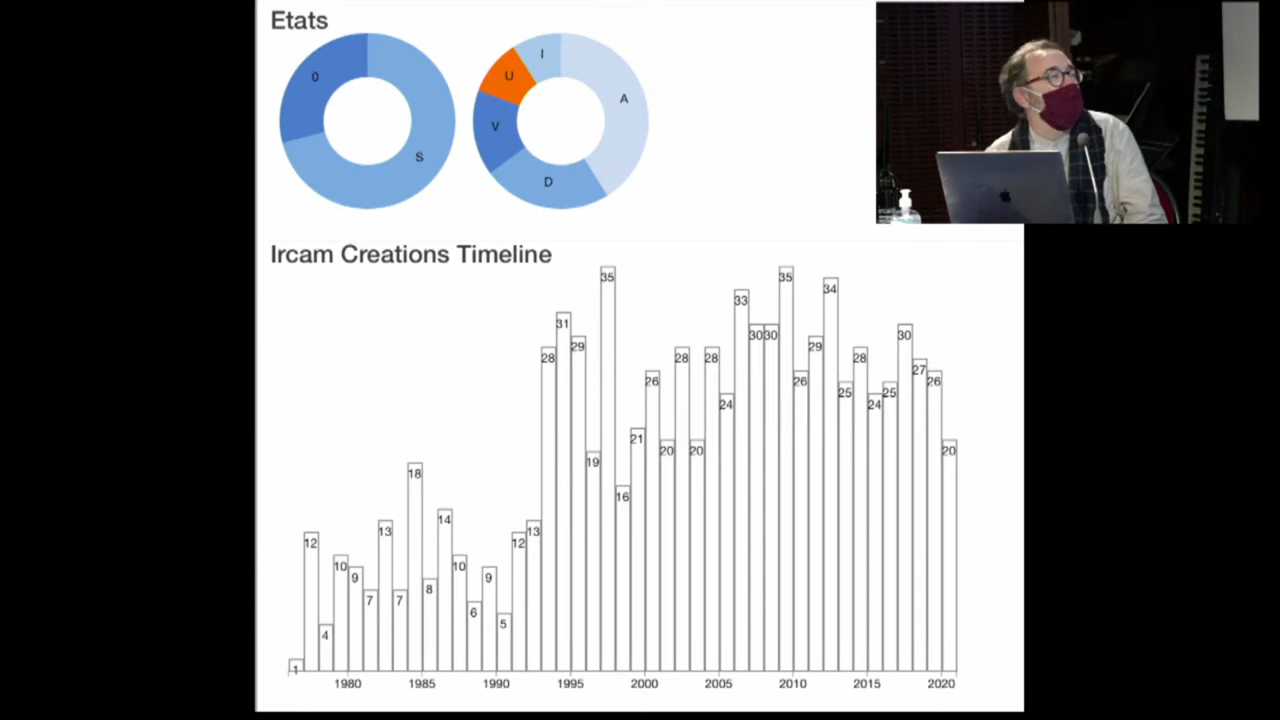 Etats
0 S
I U A V D
Ircam Creations Timeline
1 12 4 10 9 7 13 7 18 8 14 10 6 9 5 12 13 28 31 29 19 35 16 21 26 20 28 20 28 24 33 30 30 35 26 29 34 25 28 24 25 30 27 26 20
1980 1985 1990 1995 2000 2005 2010 2015 2020